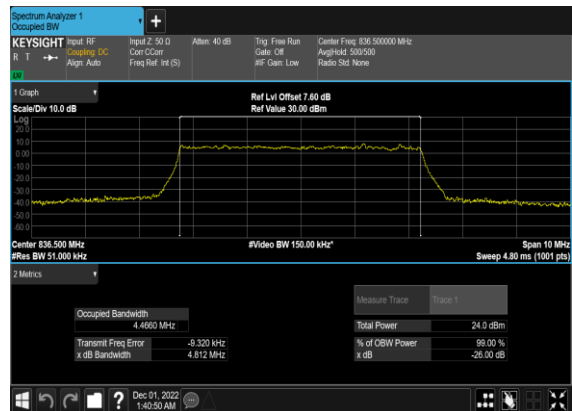 Spectrum Analyzer 1
Occupied BW
KEYSIGHT Input: RF Input Z: 50 Ω Atten: 40 dB Trig: Free Run Center Freq: 836.500000 MHz
R T Coupling: DC Corr CCorr Gate: Off Avg|Hold: 500/500
Align: Auto Freq Ref: Int (S) #IF Gain: Low Radio Std: None
1 Graph
Ref Lvl Offset 7.60 dB
Scale/Div 10.0 dB Ref Value 30.00 dBm
Log
20.0
10.0
0.00
-10.0
-20.0
-30.0
-40.0
-50.0
-60.0
Center 836.500 MHz #Video BW 150.00 kHz* Span 10 MHz
#Res BW 51.000 kHz Sweep 4.80 ms (1001 pts)
2 Metrics
Measure Trace Trace 1
Occupied Bandwidth
4.4660 MHz
Total Power 24.0 dBm
Transmit Freq Error -9.320 kHz % of OBW Power 99.00 %
x dB Bandwidth 4.812 MHz x dB -26.00 dB
Dec 01, 2022
1:40:50 AM